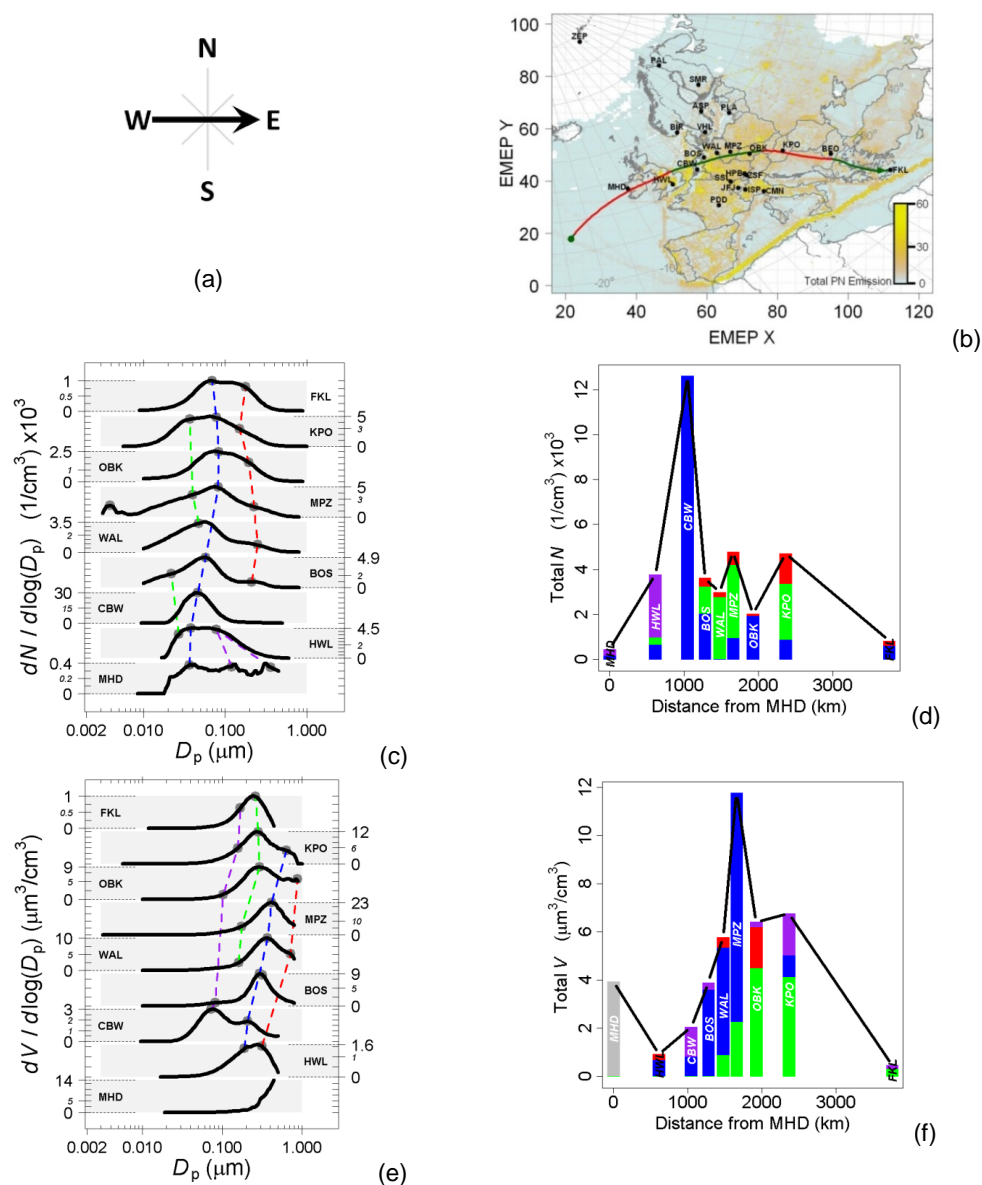 N
W E
S
(a)
100
80
60
40
20
0
EMEP Y
20 40 60 80 100 120
EMEP X
ZEP
PAL
SMR
ASP PLA
BIR VHL
BOS WAL MPZ OBK KPO BEO
CBW
HWL
MHD
HPB ZSF
SSL
JFJ ISP CMN
PDD
FKL
-20°
-10°
40°
50°
60
30
0
Total PN Emission
(b)
dN / dlog(Dp) (1/cm³) x10³
1
0.5
0
FKL
5
3
0
KPO
2.5
1
0
OBK
5
3
0
MPZ
3.5
2
0
WAL
4.9
2
0
BOS
30
15
0
CBW
4.5
2
0
HWL
0.4
0.2
0
MHD
0.002 0.010 0.100 1.000
Dp (μm)
(c)
Total N (1/cm³) x10³
12
10
8
6
4
2
0
MHD
HWL
CBW
BOS
WAL
MPZ
OBK
KPO
FKL
0 1000 2000 3000
Distance from MHD (km)
(d)
dV / dlog(Dp) (μm³/cm³)
1
0.5
0
FKL
12
6
0
KPO
9
5
0
OBK
23
10
0
MPZ
10
5
0
WAL
9
5
0
BOS
3
2
1
0
CBW
1.6
1
0
HWL
14
5
0
MHD
0.002 0.010 0.100 1.000
Dp (μm)
(e)
Total V (μm³/cm³)
12
10
8
6
4
2
0
MHD
HWL
CBW
BOS
WAL
MPZ
OBK
KPO
FKL
0 1000 2000 3000
Distance from MHD (km)
(f)